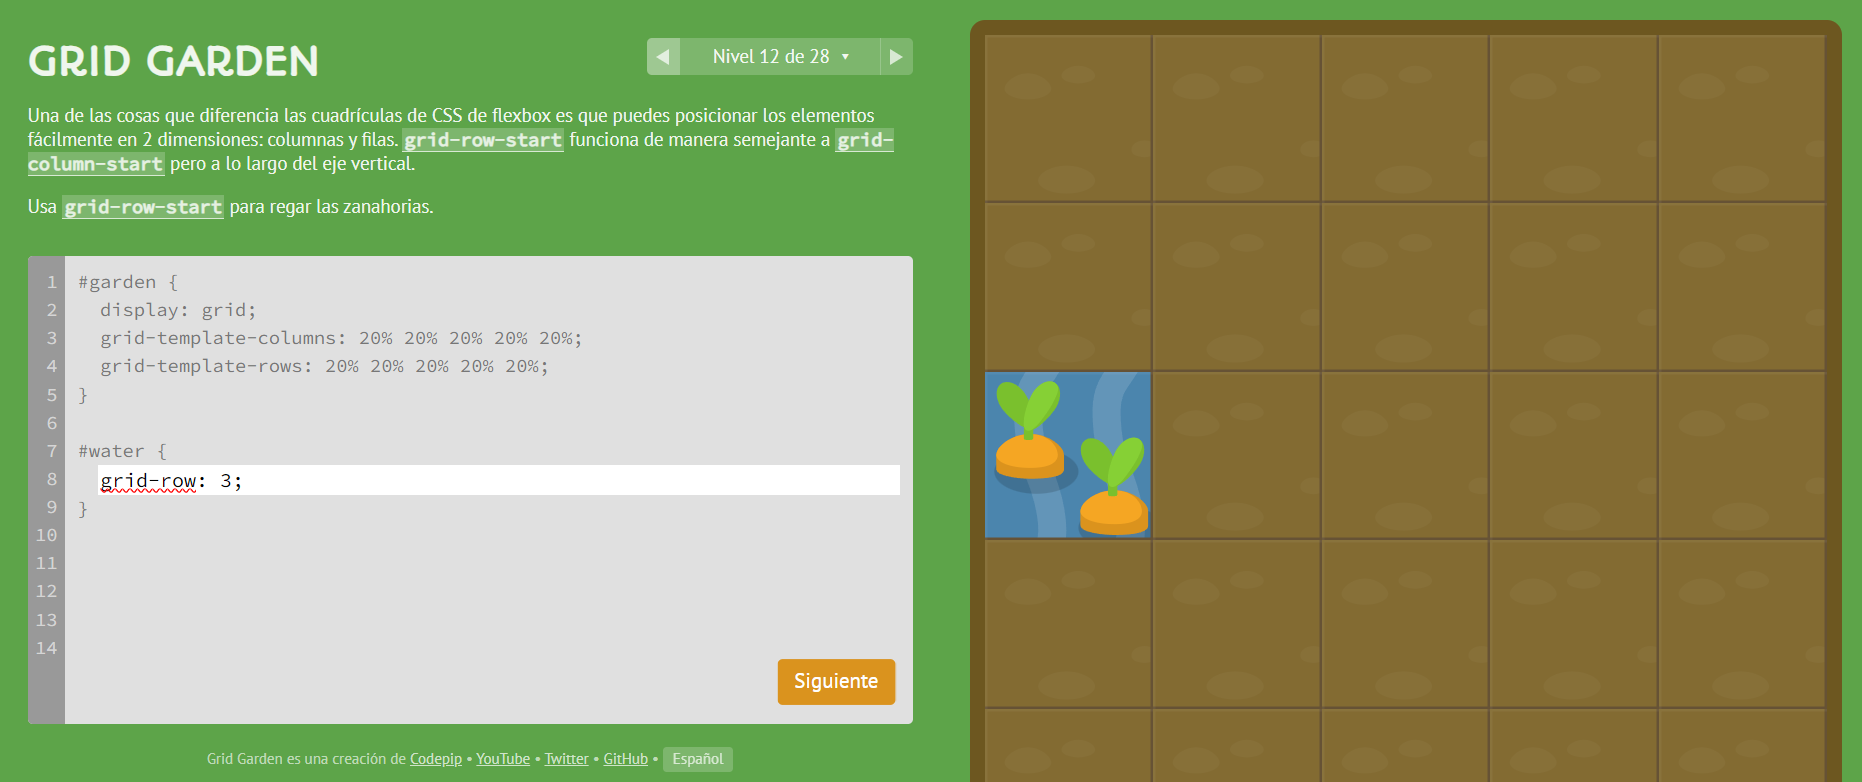 GRID GARDEN
◀ Nivel 12 de 28 ▼ ▶
Una de las cosas que diferencia las cuadrículas de CSS de flexbox es que puedes posicionar los elementos
fácilmente en 2 dimensiones: columnas y filas. grid-row-start funciona de manera semejante a grid-
column-start pero a lo largo del eje vertical.
Usa grid-row-start para regar las zanahorias.
1 #garden {
2 display: grid;
3 grid-template-columns: 20% 20% 20% 20% 20%;
4 grid-template-rows: 20% 20% 20% 20% 20%;
5 }
6
7 #water {
8 grid-row: 3;
9 }
10
11
12
13
14
Siguiente
Grid Garden es una creación de Codepip • YouTube • Twitter • GitHub • Español